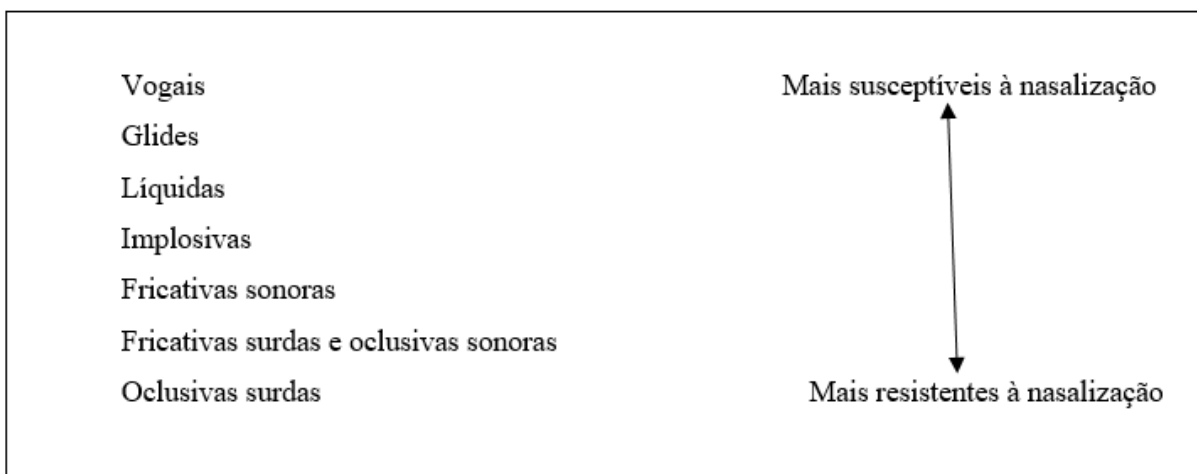 Vogais Mais susceptíveis à nasalização
Glides
Líquidas
Implosivas
Fricativas sonoras
Fricativas surdas e oclusivas sonoras
Oclusivas surdas Mais resistentes à nasalização